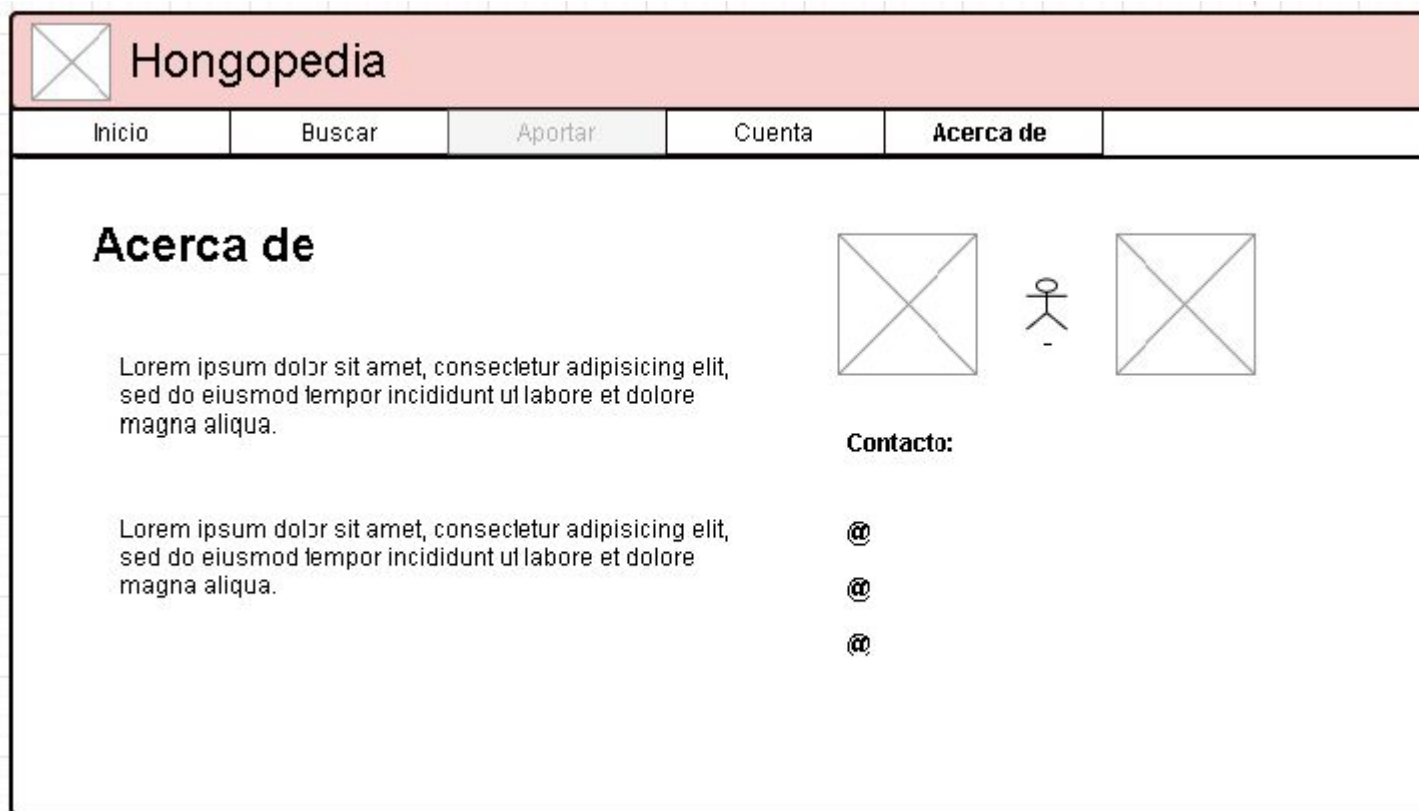 Hongopedia
Inicio
Buscar
Aportar
Cuenta
Acerca de
Acerca de
Lorem ipsum dolor sit amet, consectetur adipisicing elit,
sed do eiusmod tempor incididunt ut labore et dolore
magna aliqua.
Lorem ipsum dolor sit amet, consectetur adipisicing elit,
sed do eiusmod tempor incididunt ut labore et dolore
magna aliqua.
Contacto:
@
@
@